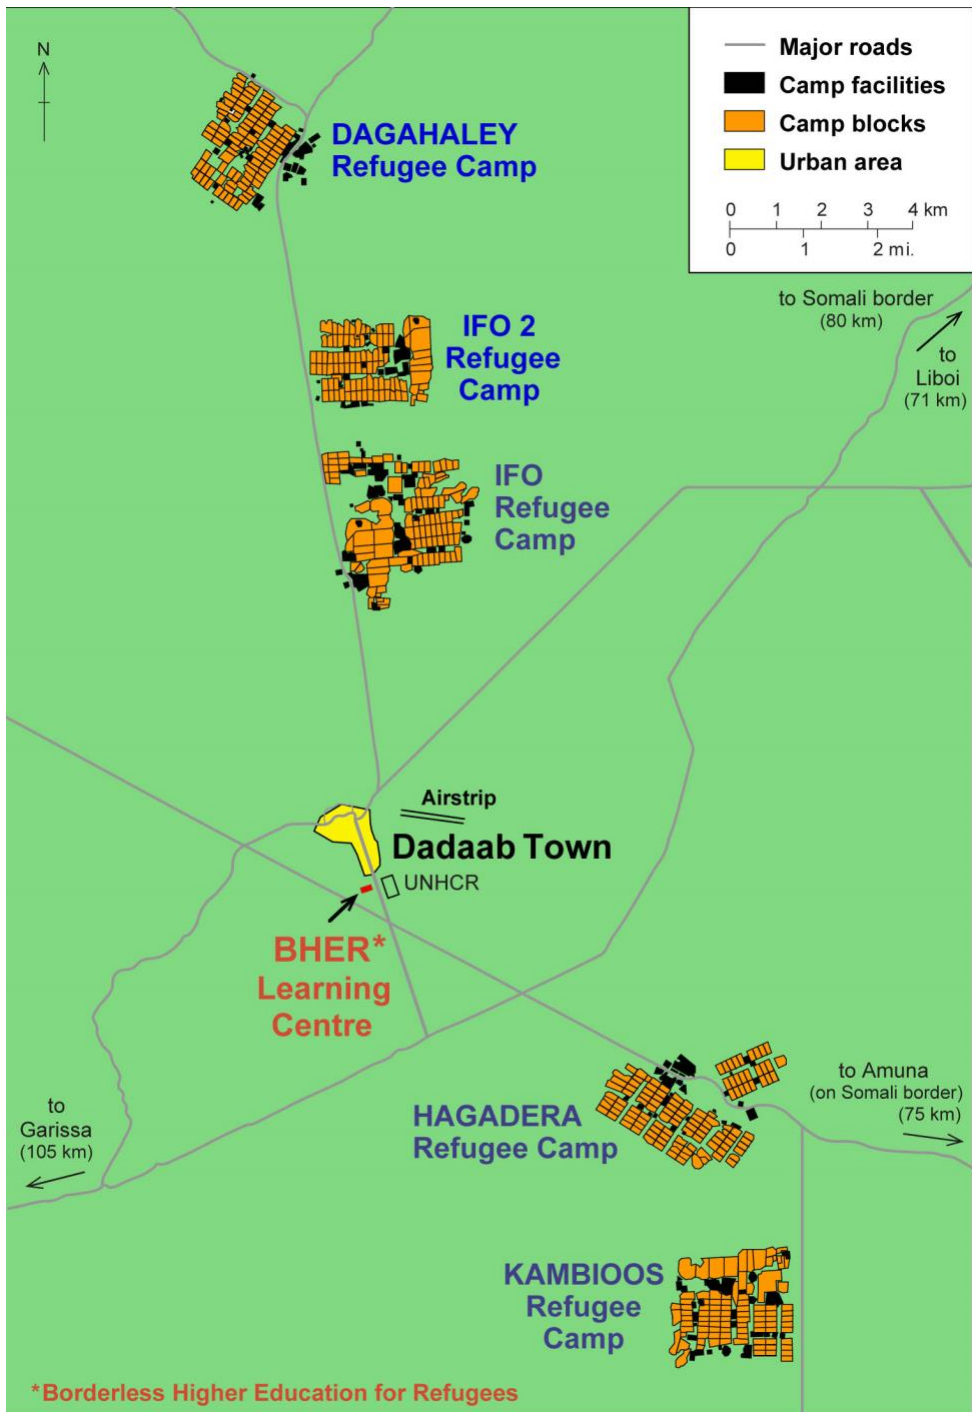 N
Major roads
Camp facilities
Camp blocks
Urban area
0 1 2 3 4 km
0 1 2 mi.
DAGAHALEY
Refugee Camp
to Somali border
(80 km)
to
Liboi
(71 km)
IFO 2
Refugee
Camp
IFO
Refugee
Camp
Airstrip
Dadaab Town
UNHCR
BHER*
Learning
Centre
to
Garissa
(105 km)
HAGADERA
Refugee Camp
to Amuna
(on Somali border)
(75 km)
KAMBIOOS
Refugee
Camp
*Borderless Higher Education for Refugees